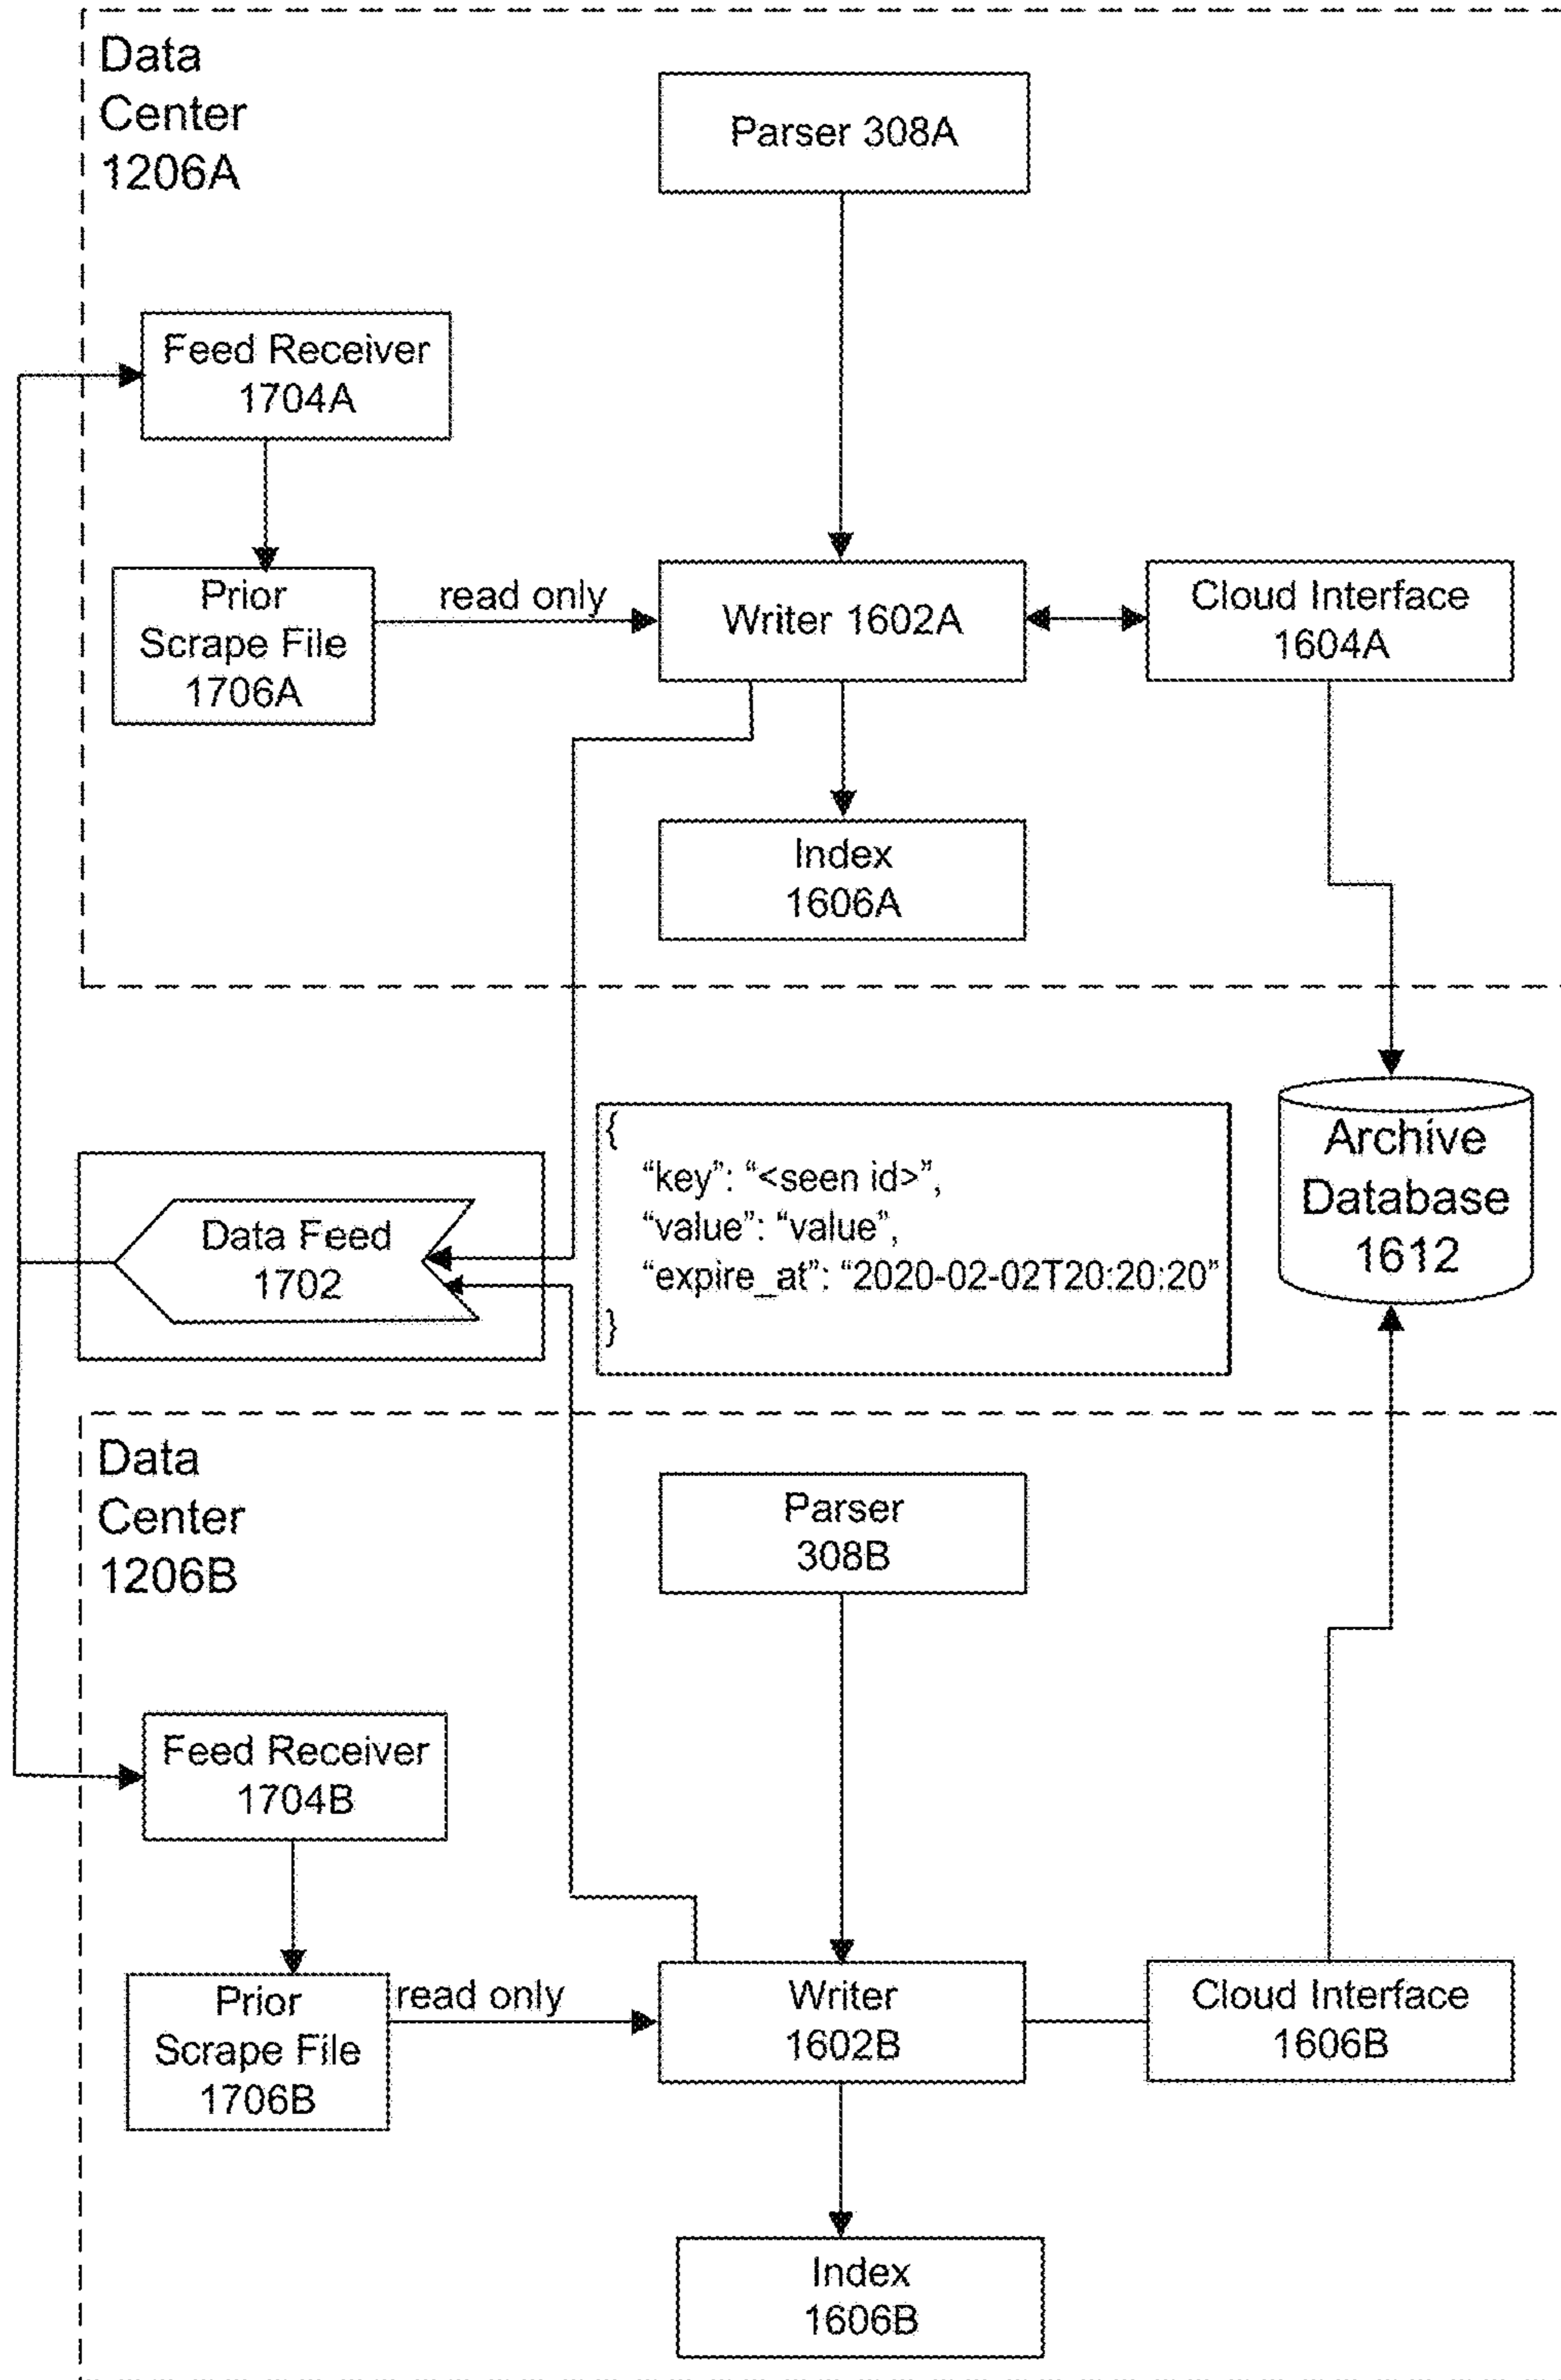 Data
Center
1206A
Parser 308A
Feed Receiver
1704A
Prior
Scrape File
1706A
read only
Writer 1602A
Cloud Interface
1604A
Index
1606A
Data Feed
1702
{
“key”: “<seen id>”,
“value”: “value”,
“expire_at”: “2020-02-02T20:20:20”
}
Archive
Database
1612
Data
Center
1206B
Parser
308B
Feed Receiver
1704B
Prior
Scrape File
1706B
read only
Writer
1602B
Cloud Interface
1606B
Index
1606B